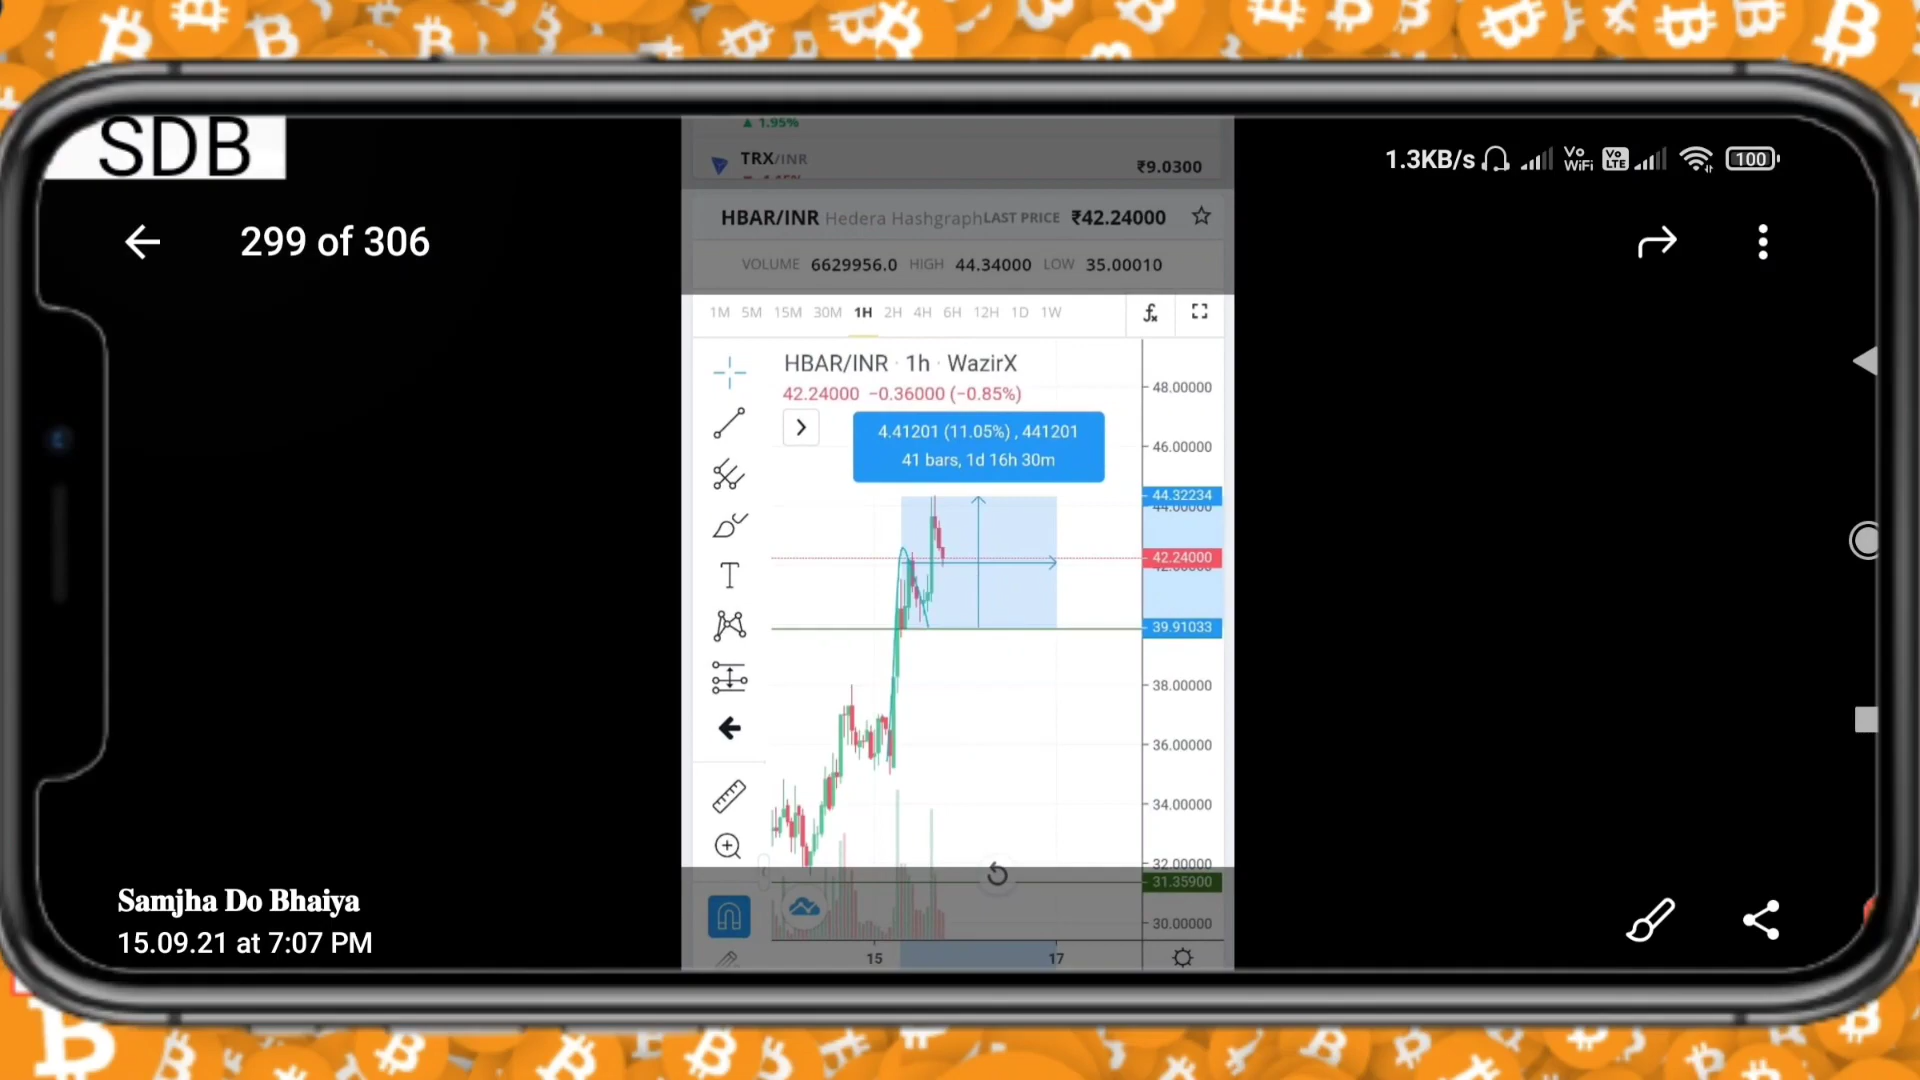 SDB
1.3KB/s Vo WiFi Vo LTE 100
299 of 306
▲ 1.95%
TRX/INR ₹9.0300
HBAR/INR Hedera Hashgraph LAST PRICE ₹42.24000
VOLUME 6629956.0 HIGH 44.34000 LOW 35.00010
1M 5M 15M 30M 1H 2H 4H 6H 12H 1D 1W fx
HBAR/INR · 1h · WazirX
42.24000 −0.36000 (−0.85%)
4.41201 (11.05%) , 441201
41 bars, 1d 16h 30m
48.00000
46.00000
44.32234
44.00000
42.24000
39.91033
38.00000
36.00000
34.00000
32.00000
31.35900
30.00000
15 17
Samjha Do Bhaiya
15.09.21 at 7:07 PM